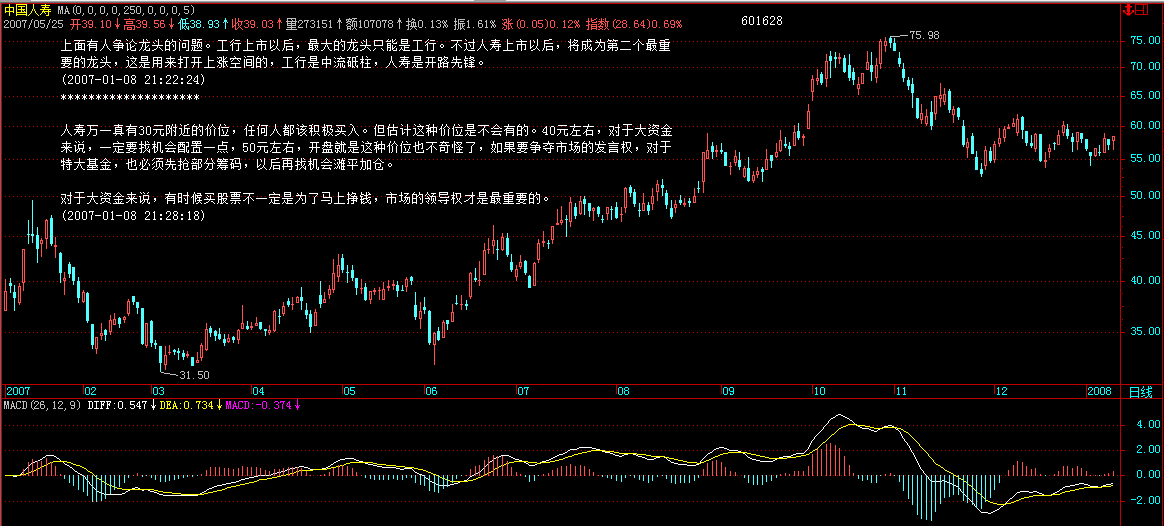 中国人寿 MA(0,0,0,0,250,0,0,0,5)
2007/05/25 开39.10↓高39.56↓低38.93↑收39.03↑量273151↑额107078↑换0.13% 振1.61% 涨(0.05)0.12% 指数(28.64)0.69%
601628
上面有人争论龙头的问题。工行上市以后，最大的龙头只能是工行。不过人寿上市以后，将成为第二个最重
要的龙头，这是用来打开上涨空间的，工行是中流砥柱，人寿是开路先锋。
(2007-01-08 21:22:24)
********************
人寿万一真有30元附近的价位，任何人都该积极买入。但估计这种价位是不会有的。40元左右，对于大资金
来说，一定要找机会配置一点，50元左右，开盘就是这种价位也不奇怪了，如果要争夺市场的发言权，对于
特大基金，也必须先抢部分筹码，以后再找机会滩平加仓。
对于大资金来说，有时候买股票不一定是为了马上挣钱，市场的领导权才是最重要的。
(2007-01-08 21:28:18)
75.98
31.50
75.00
70.00
65.00
60.00
55.00
50.00
45.00
40.00
35.00
2007 02 03 04 05 06 07 08 09 10 11 12 2008 日线
MACD(26,12,9) DIFF:0.547↓DEA:0.734↓MACD:-0.374↓
4.00
2.00
0.00
-2.00